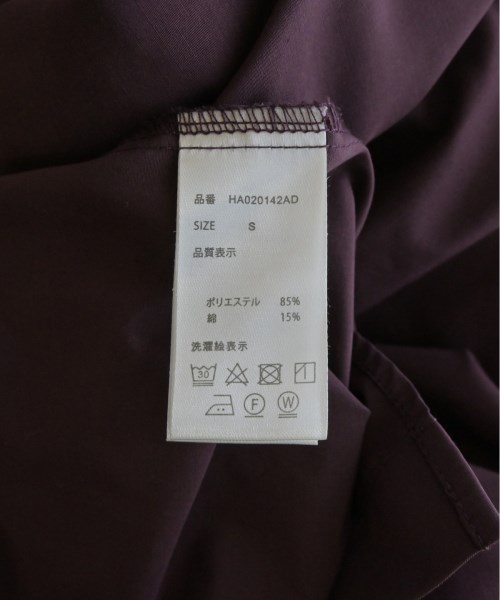 品番 HA020142AD
SIZE S
品質表示
ポリエステル 85%
綿 15%
洗濯絵表示
30
F W